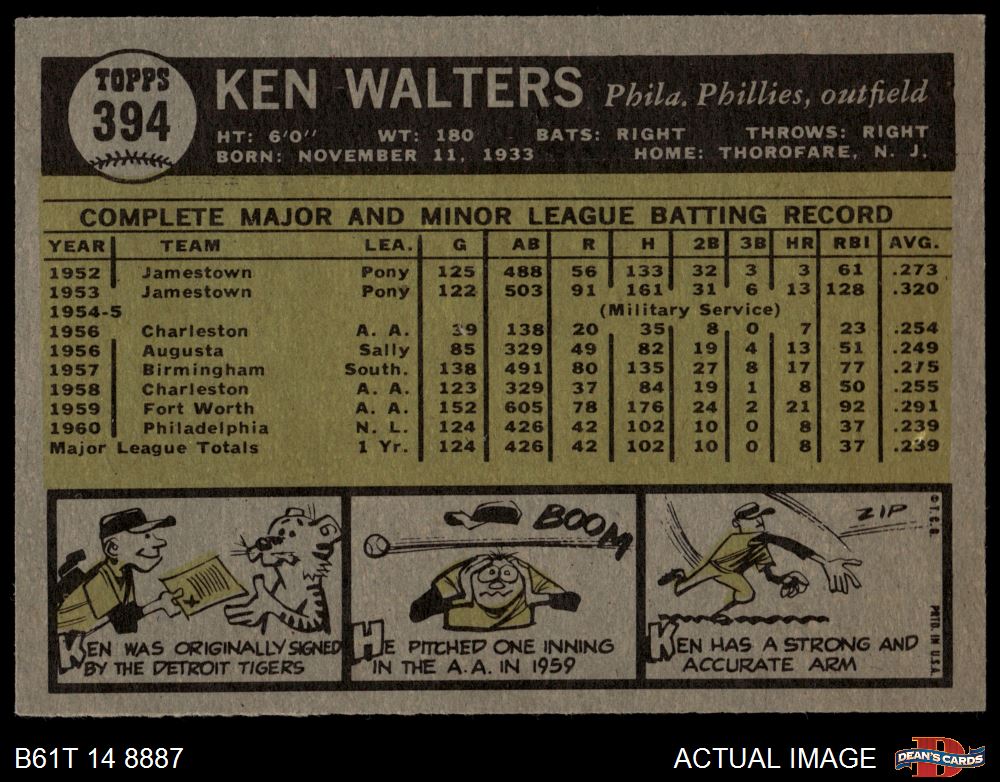 TOPPS
394
KEN WALTERS Phila. Phillies, outfield
HT: 6'0" WT: 180 BATS: RIGHT THROWS: RIGHT
BORN: NOVEMBER 11, 1933 HOME: THOROFARE, N. J.
COMPLETE MAJOR AND MINOR LEAGUE BATTING RECORD
YEAR TEAM LEA. G AB R H 2B 3B HR RBI AVG.
1952 Jamestown Pony 125 488 56 133 32 3 3 61 .273
1953 Jamestown Pony 122 503 91 161 31 6 13 128 .320
1954-5 (Military Service)
1956 Charleston A. A. 39 138 20 35 8 0 7 23 .254
1956 Augusta Sally 85 329 49 82 19 4 13 51 .249
1957 Birmingham South. 138 491 80 135 27 8 17 77 .275
1958 Charleston A. A. 123 329 37 84 19 1 8 50 .255
1959 Fort Worth A. A. 152 605 78 176 24 2 21 92 .291
1960 Philadelphia N. L. 124 426 42 102 10 0 8 37 .239
Major League Totals 1 Yr. 124 426 42 102 10 0 8 37 .239
KEN WAS ORIGINALLY SIGNED
BY THE DETROIT TIGERS
BOOM
HE PITCHED ONE INNING
IN THE A.A. IN 1959
ZIP
KEN HAS A STRONG AND
ACCURATE ARM
© T. C. G.
PRTD. IN U.S.A.
B61T 14 8887
ACTUAL IMAGE
D
DEAN'S CARDS